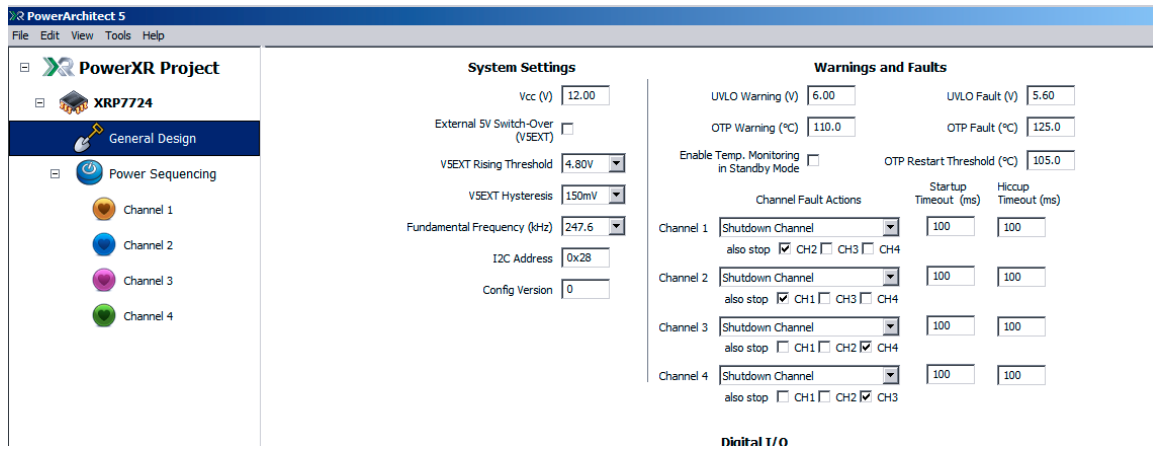 PowerArchitect 5
File Edit View Tools Help
PowerXR Project
XRP7724
General Design
Power Sequencing
Channel 1
Channel 2
Channel 3
Channel 4
System Settings
Vcc (V) 12.00
External 5V Switch-Over
(V5EXT)
V5EXT Rising Threshold 4.80V
V5EXT Hysteresis 150mV
Fundamental Frequency (kHz) 247.6
I2C Address 0x28
Config Version 0
Warnings and Faults
UVLO Warning (V) 6.00 UVLO Fault (V) 5.60
OTP Warning (ºC) 110.0 OTP Fault (ºC) 125.0
Enable Temp. Monitoring
in Standby Mode
OTP Restart Threshold (ºC) 105.0
Channel Fault Actions
Startup
Timeout (ms)
Hiccup
Timeout (ms)
Channel 1 Shutdown Channel 100 100
also stop CH2 CH3 CH4
Channel 2 Shutdown Channel 100 100
also stop CH1 CH3 CH4
Channel 3 Shutdown Channel 100 100
also stop CH1 CH2 CH4
Channel 4 Shutdown Channel 100 100
also stop CH1 CH2 CH3
Digital I/O